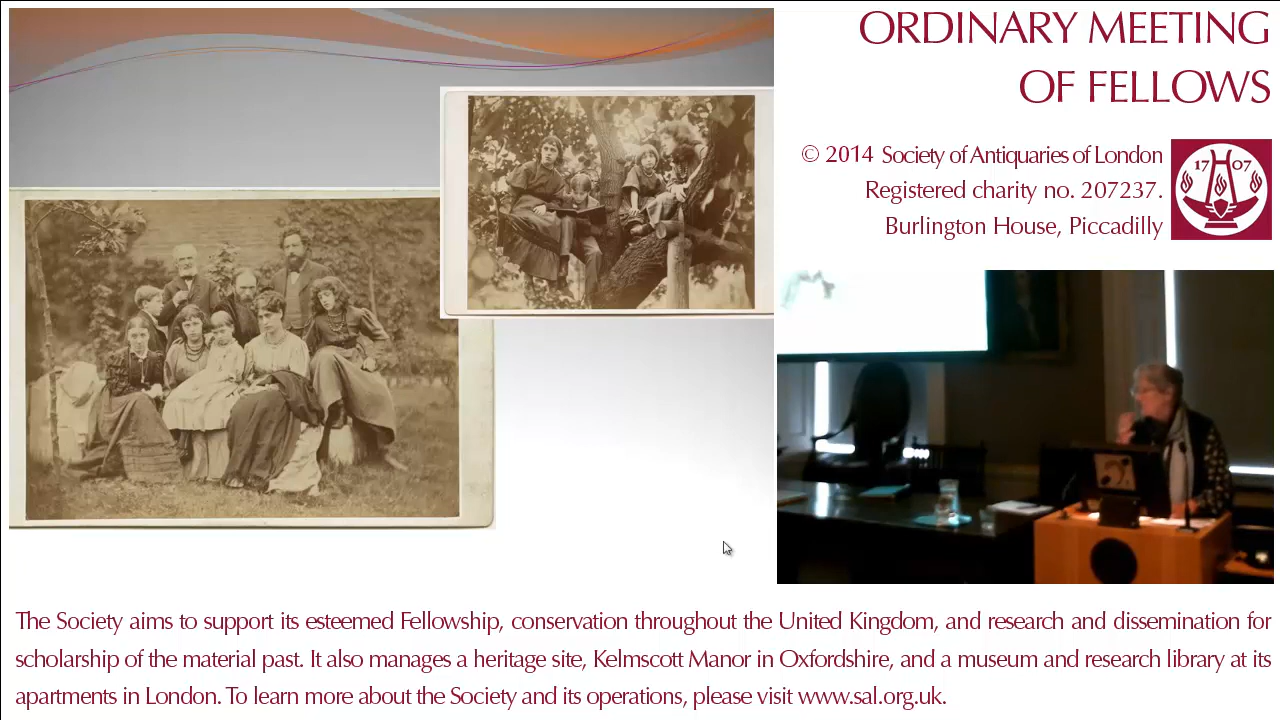 ORDINARY MEETING
OF FELLOWS
© 2014 Society of Antiquaries of London
Registered charity no. 207237.
Burlington House, Piccadilly
17 07
The Society aims to support its esteemed Fellowship, conservation throughout the United Kingdom, and research and dissemination for
scholarship of the material past. It also manages a heritage site, Kelmscott Manor in Oxfordshire, and a museum and research library at its
apartments in London. To learn more about the Society and its operations, please visit www.sal.org.uk.